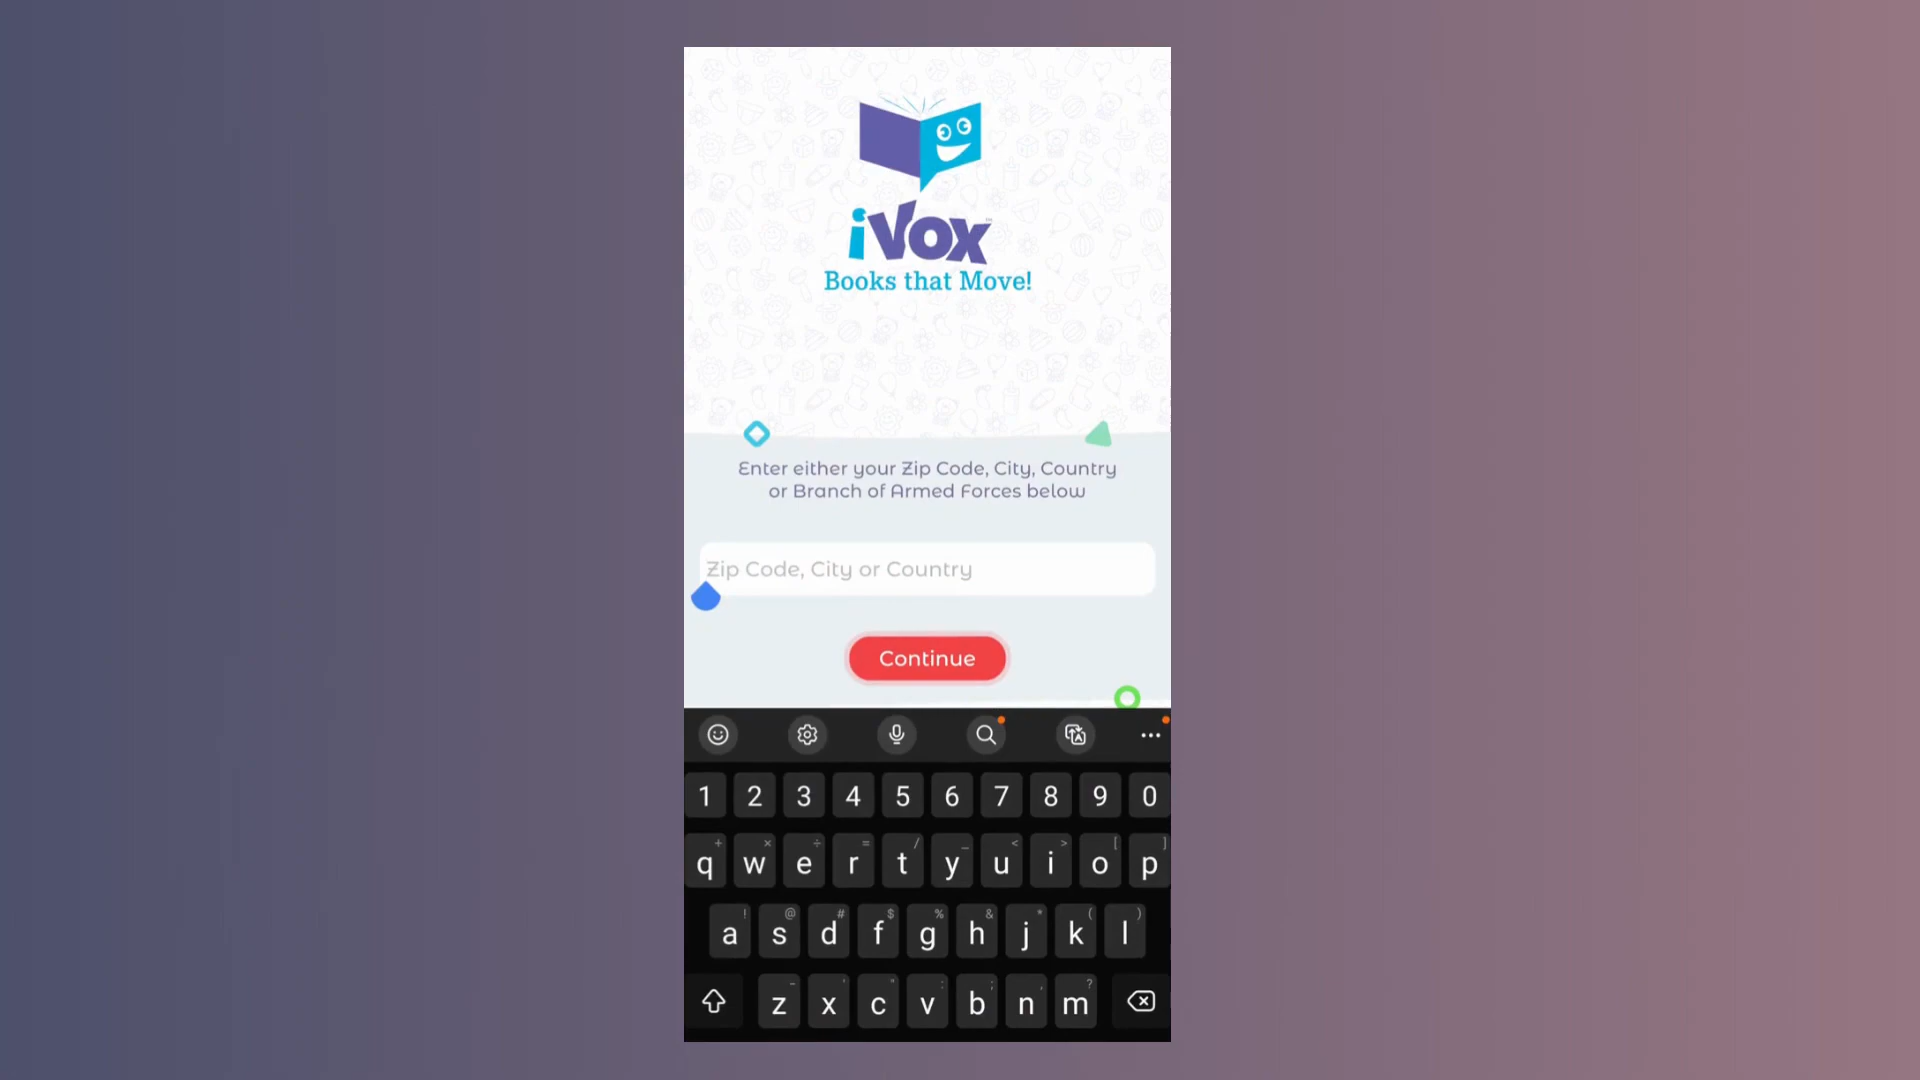 iVox™
Books that Move!
Enter either your Zip Code, City, Country
or Branch of Armed Forces below
Zip Code, City or Country
Continue
1 2 3 4 5 6 7 8 9 0
+ × ÷ = / _ < > [ ]
q w e r t y u i o p
! @ # $ % & * ( )
a s d f g h j k l
- ' " : ; , ?
z x c v b n m